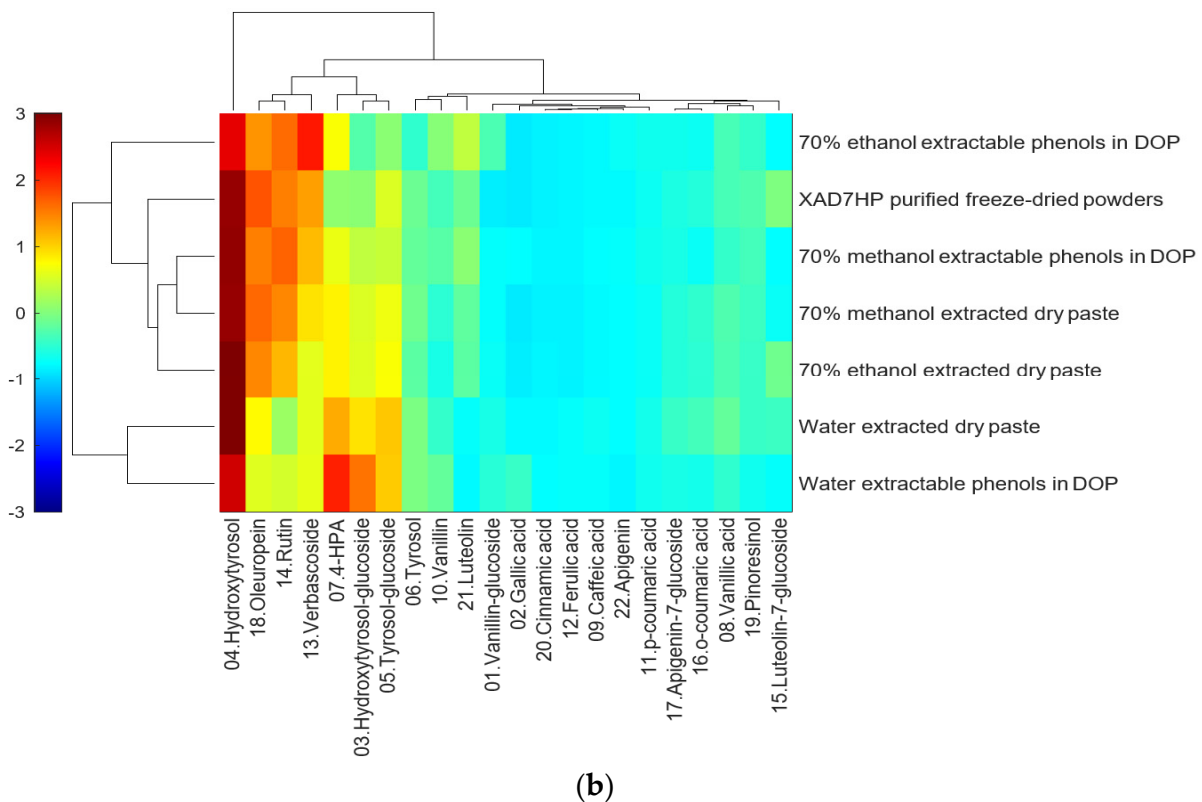 3
2
1
0
-1
-2
-3
70% ethanol extractable phenols in DOP
XAD7HP purified freeze-dried powders
70% methanol extractable phenols in DOP
70% methanol extracted dry paste
70% ethanol extracted dry paste
Water extracted dry paste
Water extractable phenols in DOP
04.Hydroxytyrosol
18.Oleuropein
14.Rutin
13.Verbascoside
07.4-HPA
03.Hydroxytyrosol-glucoside
05.Tyrosol-glucoside
06.Tyrosol
10.Vanillin
21.Luteolin
01.Vanillin-glucoside
02.Gallic acid
20.Cinnamic acid
12.Ferulic acid
09.Caffeic acid
22.Apigenin
11.p-coumaric acid
17.Apigenin-7-glucoside
16.o-coumaric acid
08.Vanillic acid
19.Pinoresinol
15.Luteolin-7-glucoside
(b)